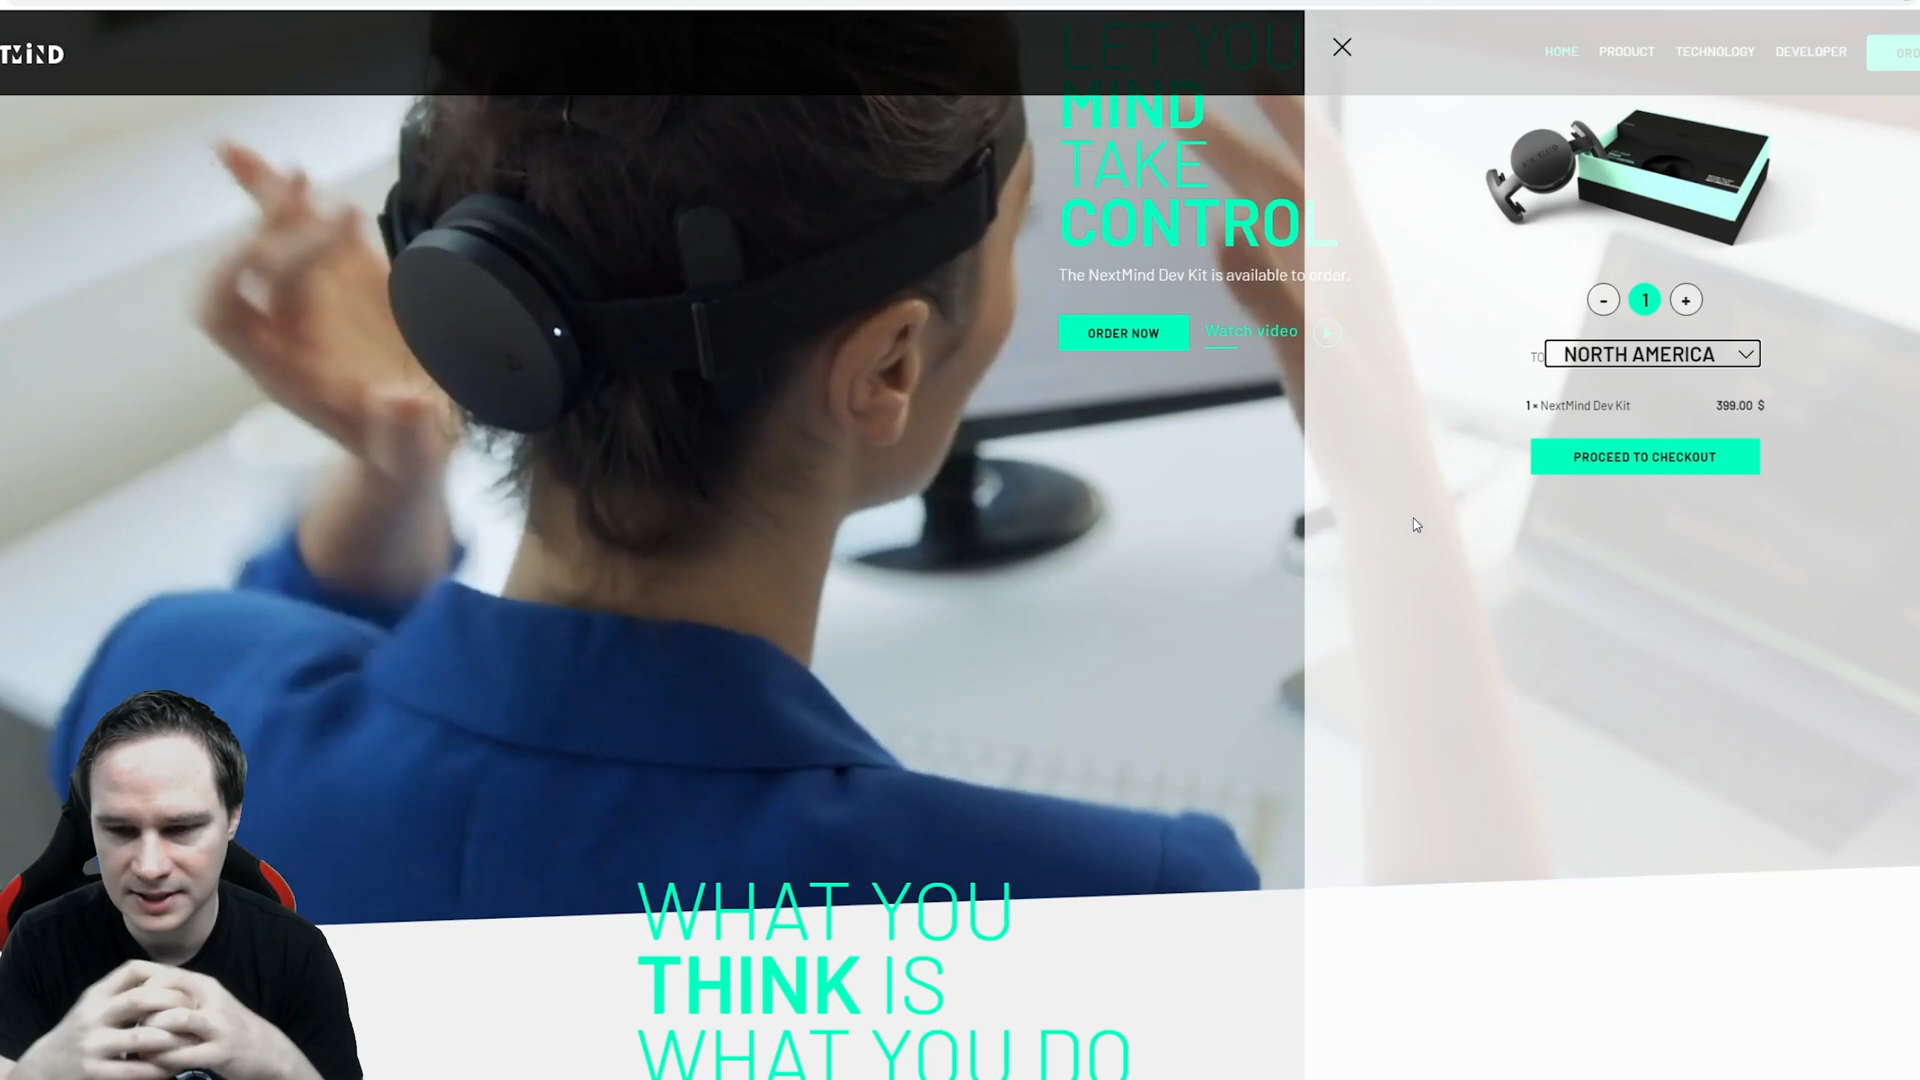 TMiND
HOME PRODUCT TECHNOLOGY DEVELOPER ORD
LET YOU
MIND
TAKE
CONTROL
The NextMind Dev Kit is available to order.
ORDER NOW Watch video
- 1 +
TO NORTH AMERICA
1 × NextMind Dev Kit 399.00 $
PROCEED TO CHECKOUT
WHAT YOU
THINK IS
WHAT YOU DO